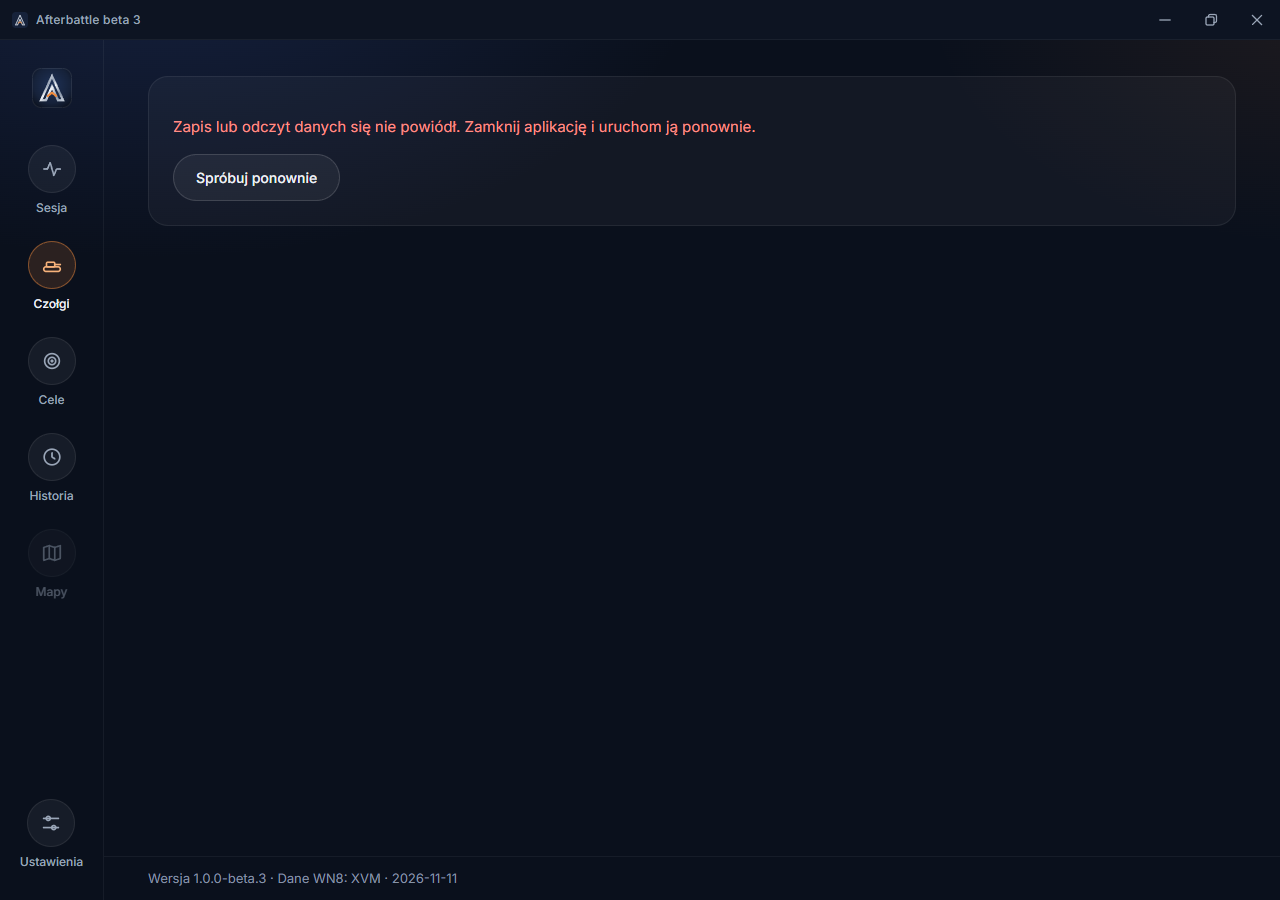 Afterbattle beta 3
Zapis lub odczyt danych się nie powiódł. Zamknij aplikację i uruchom ją ponownie.
Spróbuj ponownie
Sesja
Czołgi
Cele
Historia
Mapy
Ustawienia
Wersja 1.0.0-beta.3 · Dane WN8: XVM · 2026-11-11